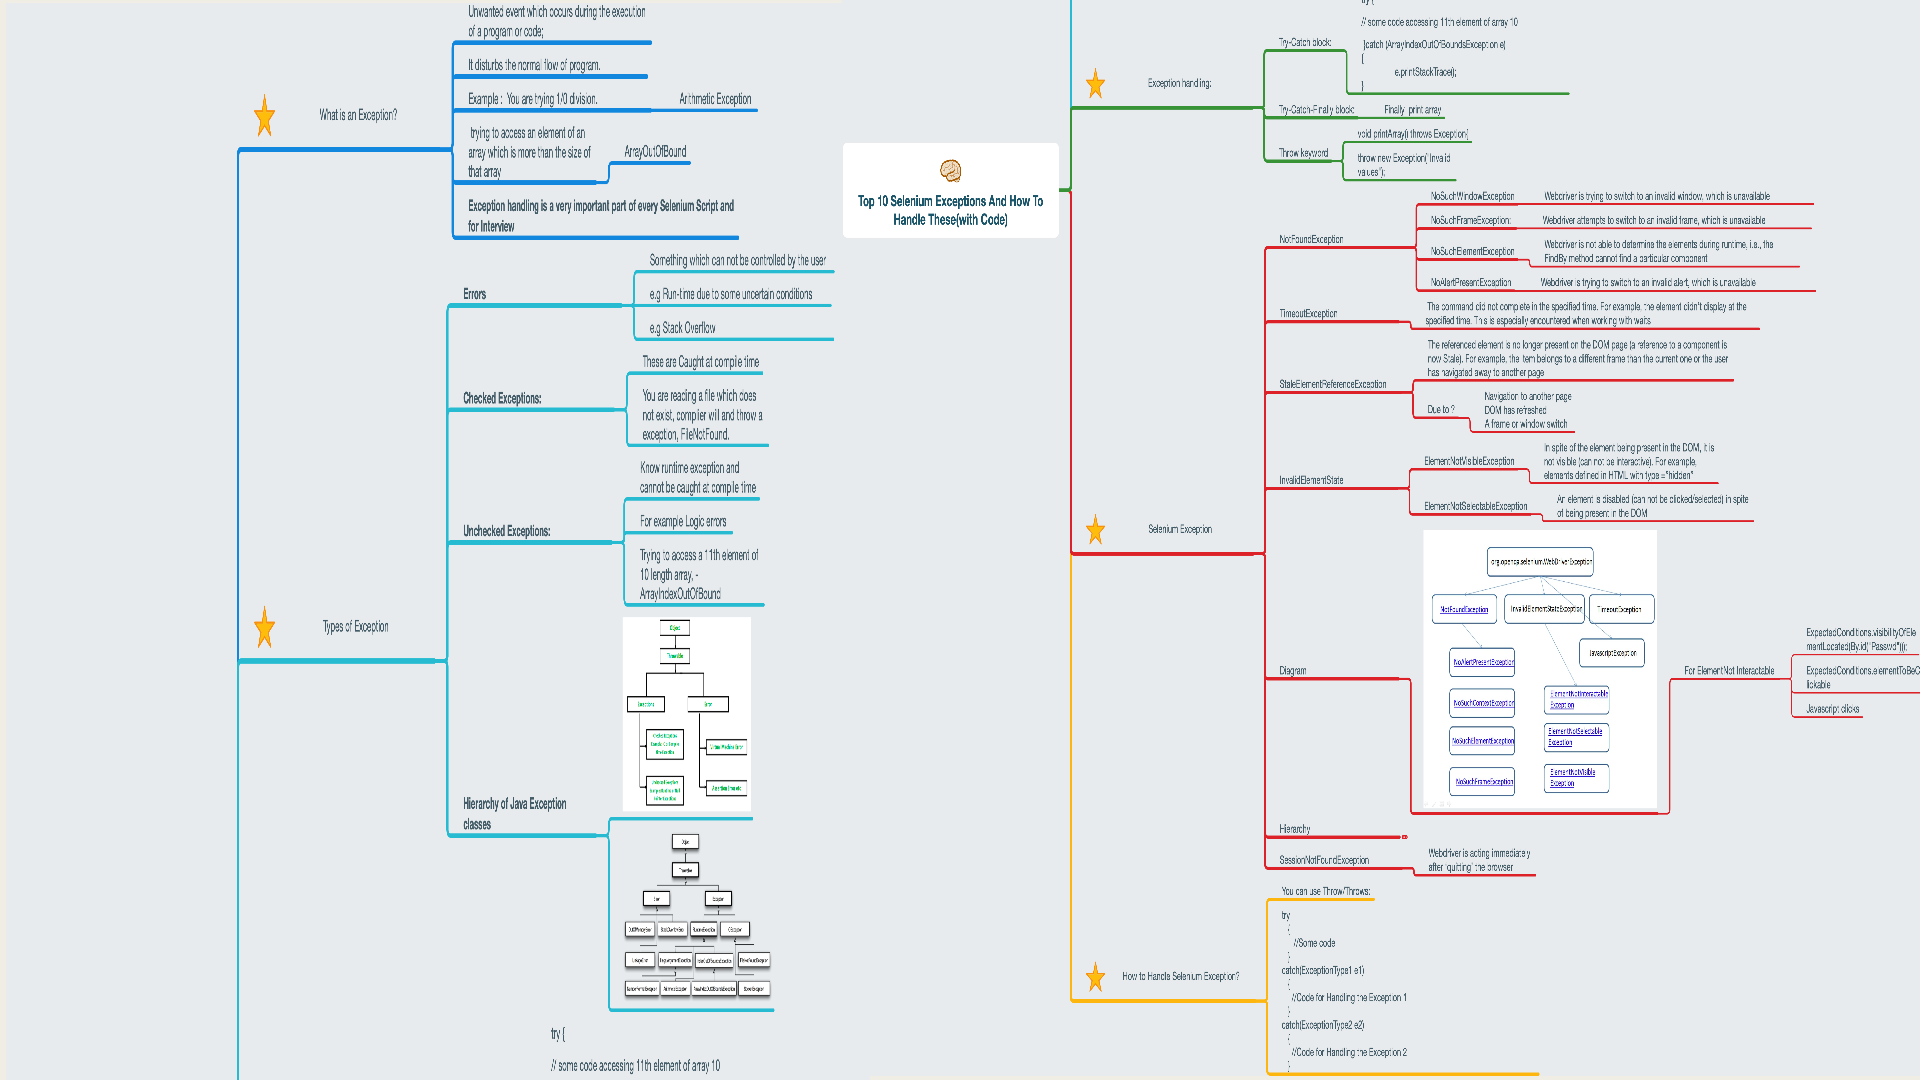 Unwanted event which occurs during the execution
of a program or code;
It disturbs the normal flow of program.
Example :  You are trying 1/0 division.
Arithmetic Exception
What is an Exception?
trying to access an element of an
array which is more than the size of
that array
ArrayOutOfBound
Exception handling is a very important part of every Selenium Script and
for Interview
Something which can not be controlled by the user
Errors
e.g Run-time due to some uncertain conditions
e.g Stack Overflow
These are Caught at compile time
Checked Exceptions:
You are reading a file which does
not exist, complier will and throw a
exception, FileNotFound.
Know runtime exception and
cannot be caught at compile time
Unchecked Exceptions:
For example Logic errors
Trying to access a 11th element of
10 length array, -
ArrayIndexOutOfBound
Types of Exception
Object
Throwable
Exceptions
Error
Virtual Machine Error
Hierarchy of Java Exception
classes
Object
Throwable
Error
Exception
try {
// some code accessing 11th element of array 10
Top 10 Selenium Exceptions And How To
Handle These(with Code)
try {
// some code accessing 11th element of array 10
Try-Catch block:
}catch (ArrayIndexOutOfBoundsException e)
{
e.printStackTrace();
}
Exception handling:
Try-Catch-Finally block:
Finally  print array
void printArray() throws Exception{
Throw keyword
throw new Exception("Invalid
values");
NoSuchWindowException
Webdriver is trying to switch to an invalid window, which is unavailable
NoSuchFrameException:
Webdriver attempts to switch to an invalid frame, which is unavailable
NotFoundException
NoSuchElementException
Webdriver is not able to determine the elements during runtime, i.e., the
FindBy method cannot find a particular component
NoAlertPresentException
Webdriver is trying to switch to an invalid alert, which is unavailable
TimeoutException
The command did not complete in the specified time. For example, the element didn't display at the
specified time. This is especially encountered when working with waits
StaleElementReferenceException
The referenced element is no longer present on the DOM page (a reference to a component is
now Stale). For example, the item belongs to a different frame than the current one or the user
has navigated away to another page
Due to ?
Navigation to another page
DOM has refreshed
A frame or window switch
InvalidElementState
ElementNotVisibleException
In spite of the element being present in the DOM, it is
not visible (can not be interactive). For example,
elements defined in HTML with type ="hidden"
ElementNotSelectableException
An element is disabled (can not be clicked/selected) in spite
of being present in the DOM
Selenium Exception
org.openqa.selenium.WebDriverException
NotFoundException
InvalidElementStateException
TimeoutException
JavascriptException
NoAlertPresentException
Diagram
ElementNotInteractable
Exception
NoSuchContextException
ElementNotSelectable
Exception
NoSuchElementException
ElementNotVisible
Exception
NoSuchFrameException
For ElementNot Interactable
ExpectedConditions.visibilityOfEle
mentLocated(By.id("Passwd")));
ExpectedConditions.elementToBeC
lickable
Javascript clicks
Hierarchy
SessionNotFoundException
Webdriver is acting immediately
after 'quitting' the browser
You can use Throw/Throws:
How to Handle Selenium Exception?
try
{
//Some code
}
catch(ExceptionType1 e1)
{
//Code for Handling the Exception 1
}
catch(ExceptionType2 e2)
{
//Code for Handling the Exception 2
}